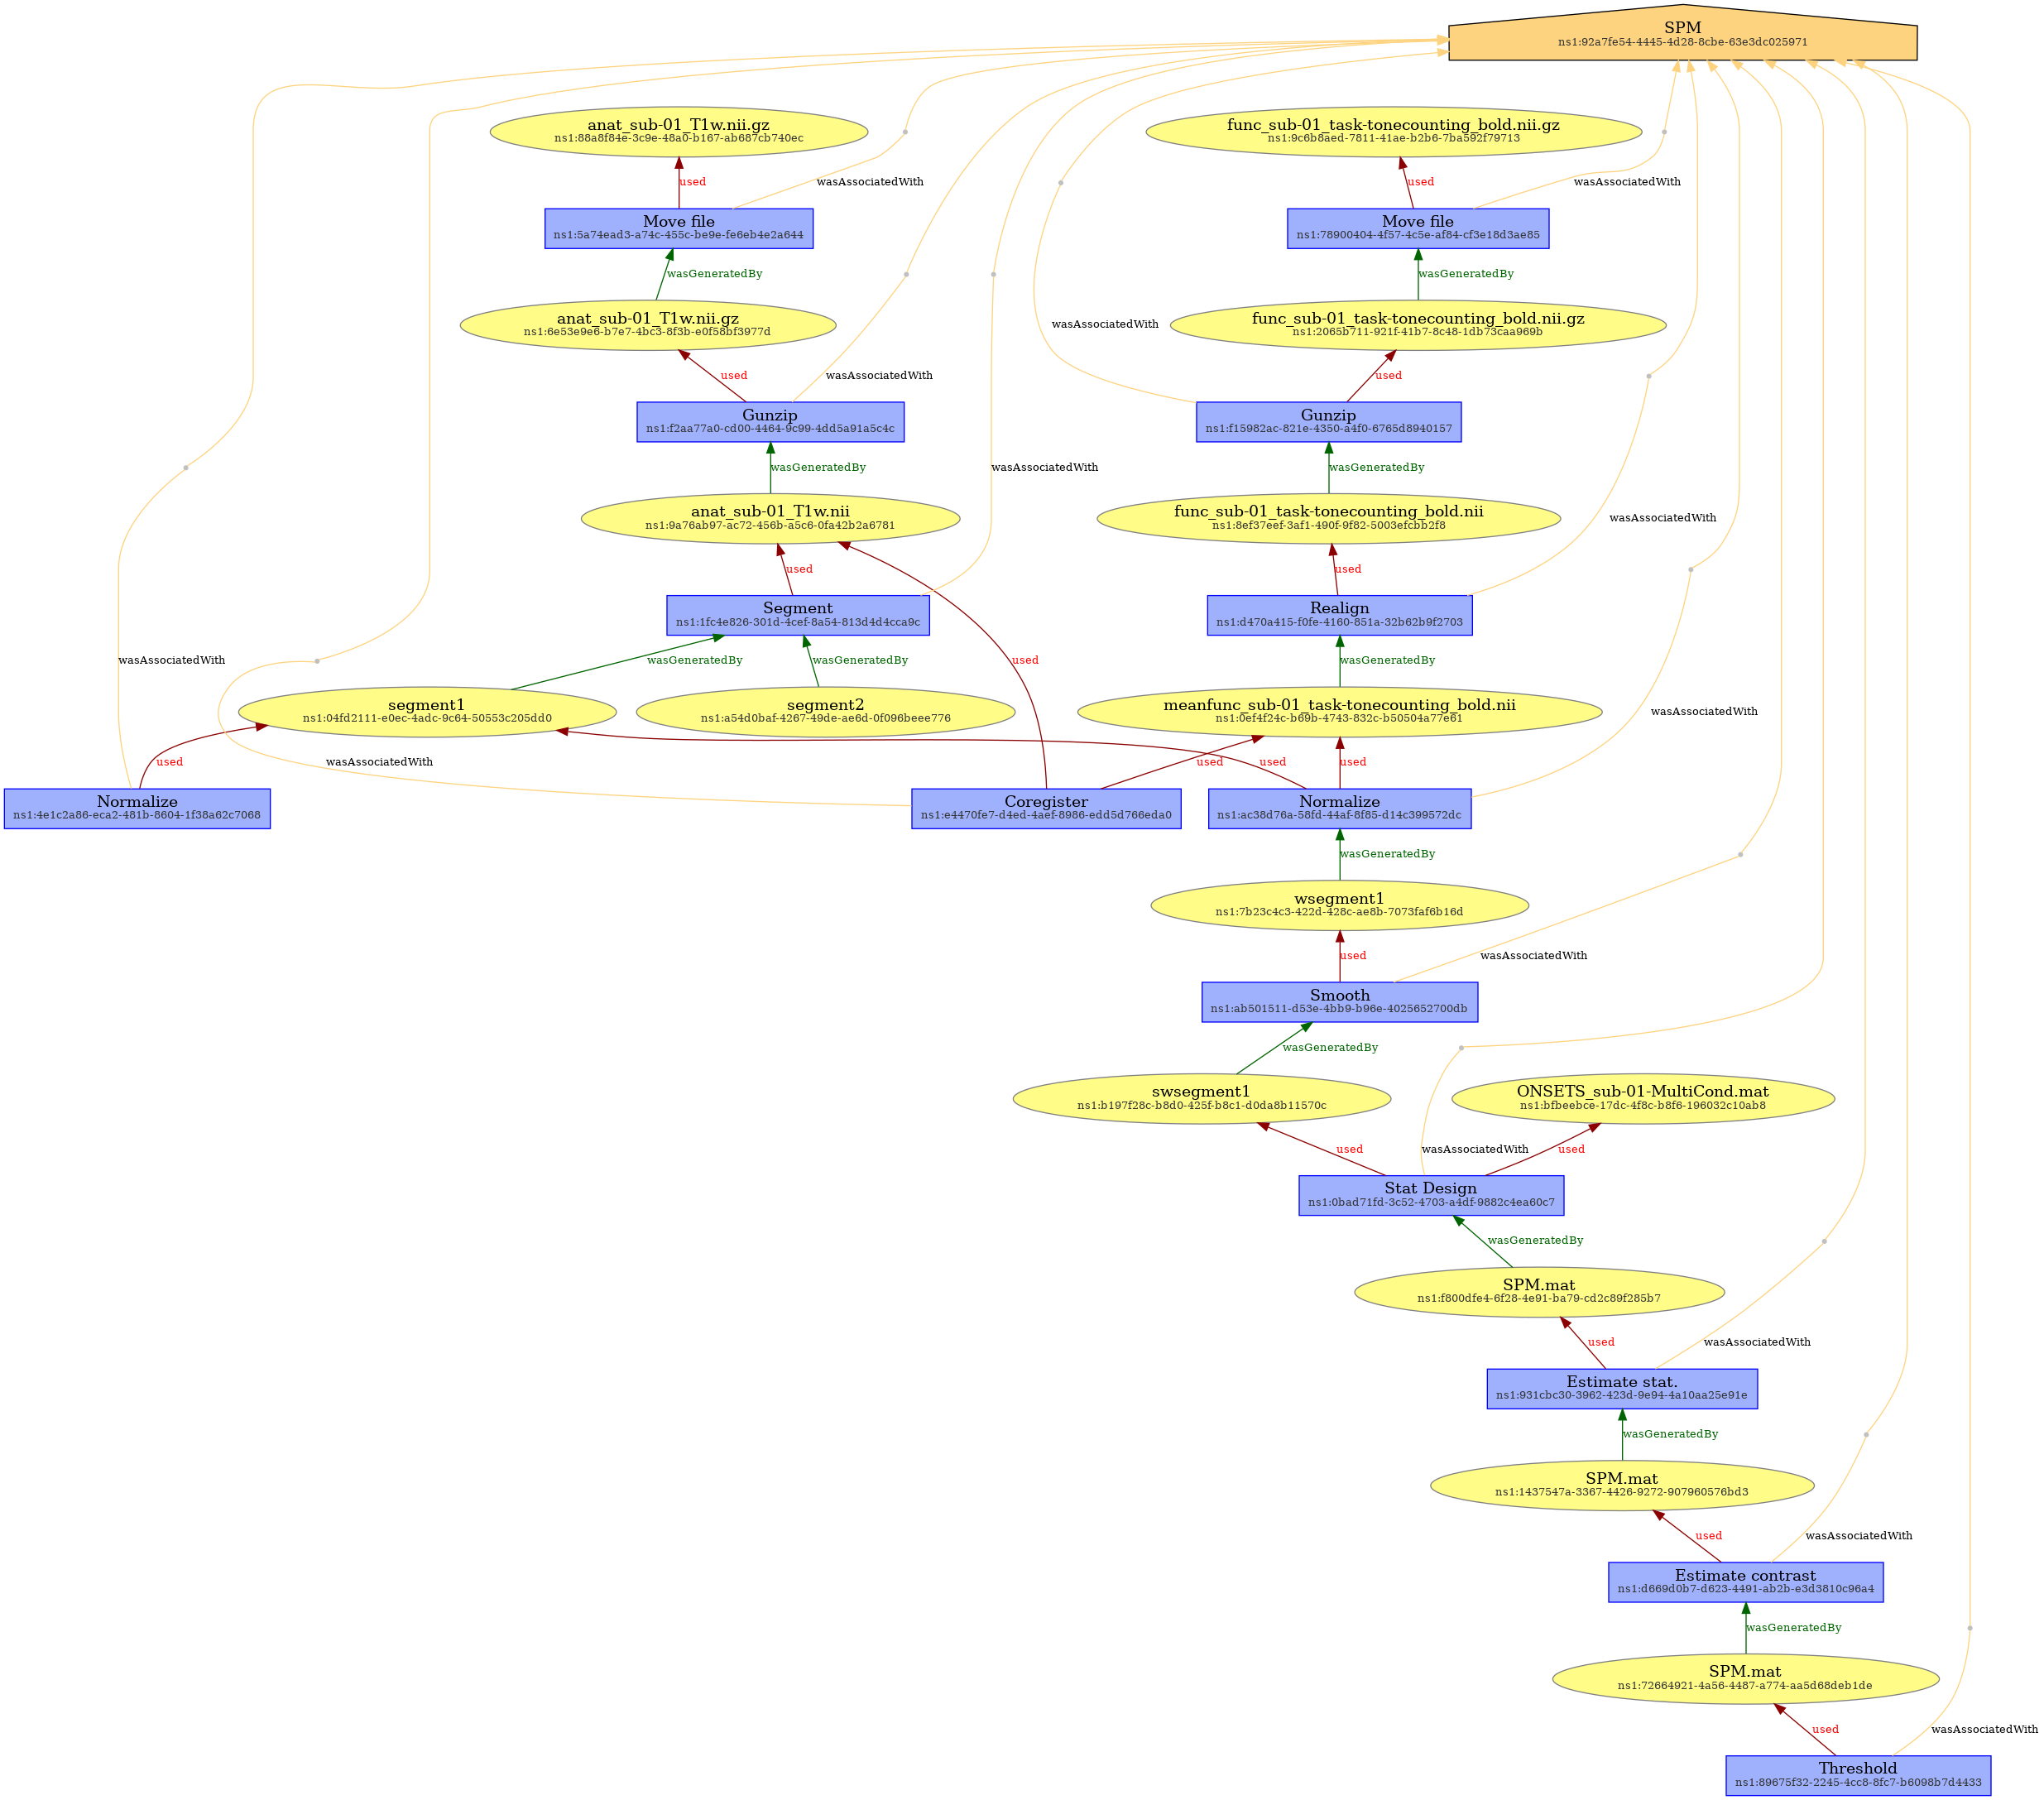 SPM
ns1:92a7fe54-4445-4d28-8cbe-63e3dc025971
anat_sub-01_T1w.nii.gz
ns1:88a8f84e-3c9e-48a0-b167-ab687cb740ec
func_sub-01_task-tonecounting_bold.nii.gz
ns1:9c6b8aed-7811-41ae-b2b6-7ba592f79713
used
wasAssociatedWith
used
wasAssociatedWith
Move file
ns1:5a74ead3-a74c-455c-be9e-fe6eb4e2a644
Move file
ns1:78900404-4f57-4c5e-af84-cf3e18d3ae85
wasGeneratedBy
wasGeneratedBy
anat_sub-01_T1w.nii.gz
ns1:6e53e9e6-b7e7-4bc3-8f3b-e0f58bf3977d
wasAssociatedWith
func_sub-01_task-tonecounting_bold.nii.gz
ns1:2065b711-921f-41b7-8c48-1db73caa969b
used
wasAssociatedWith
used
Gunzip
ns1:f2aa77a0-cd00-4464-9c99-4dd5a91a5c4c
Gunzip
ns1:f15982ac-821e-4350-a4f0-6765d8940157
wasGeneratedBy
wasAssociatedWith
wasGeneratedBy
anat_sub-01_T1w.nii
ns1:9a76ab97-ac72-456b-a5c6-0fa42b2a6781
func_sub-01_task-tonecounting_bold.nii
ns1:8ef37eef-3af1-490f-9f82-5003efcbb2f8
wasAssociatedWith
used
used
Segment
ns1:1fc4e826-301d-4cef-8a54-813d4d4cca9c
Realign
ns1:d470a415-f0fe-4160-851a-32b62b9f2703
wasAssociatedWith
wasGeneratedBy
wasGeneratedBy
used
wasGeneratedBy
segment1
ns1:04fd2111-e0ec-4adc-9c64-50553c205dd0
segment2
ns1:a54d0baf-4267-49de-ae6d-0f096beee776
meanfunc_sub-01_task-tonecounting_bold.nii
ns1:0ef4f24c-b69b-4743-832c-b50504a77e61
wasAssociatedWith
used
wasAssociatedWith
used
used
used
Normalize
ns1:4e1c2a86-eca2-481b-8604-1f38a62c7068
Coregister
ns1:e4470fe7-d4ed-4aef-8986-edd5d766eda0
Normalize
ns1:ac38d76a-58fd-44af-8f85-d14c399572dc
wasGeneratedBy
wsegment1
ns1:7b23c4c3-422d-428c-ae8b-7073faf6b16d
used
wasAssociatedWith
Smooth
ns1:ab501511-d53e-4bb9-b96e-4025652700db
wasGeneratedBy
swsegment1
ns1:b197f28c-b8d0-425f-b8c1-d0da8b11570c
ONSETS_sub-01-MultiCond.mat
ns1:bfbeebce-17dc-4f8c-b8f6-196032c10ab8
used
wasAssociatedWith
used
Stat Design
ns1:0bad71fd-3c52-4703-a4df-9882c4ea60c7
wasGeneratedBy
SPM.mat
ns1:f800dfe4-6f28-4e91-ba79-cd2c89f285b7
used
wasAssociatedWith
Estimate stat.
ns1:931cbc30-3962-423d-9e94-4a10aa25e91e
wasGeneratedBy
SPM.mat
ns1:1437547a-3367-4426-9272-907960576bd3
used
wasAssociatedWith
Estimate contrast
ns1:d669d0b7-d623-4491-ab2b-e3d3810c96a4
wasGeneratedBy
SPM.mat
ns1:72664921-4a56-4487-a774-aa5d68deb1de
used
wasAssociatedWith
Threshold
ns1:89675f32-2245-4cc8-8fc7-b6098b7d4433